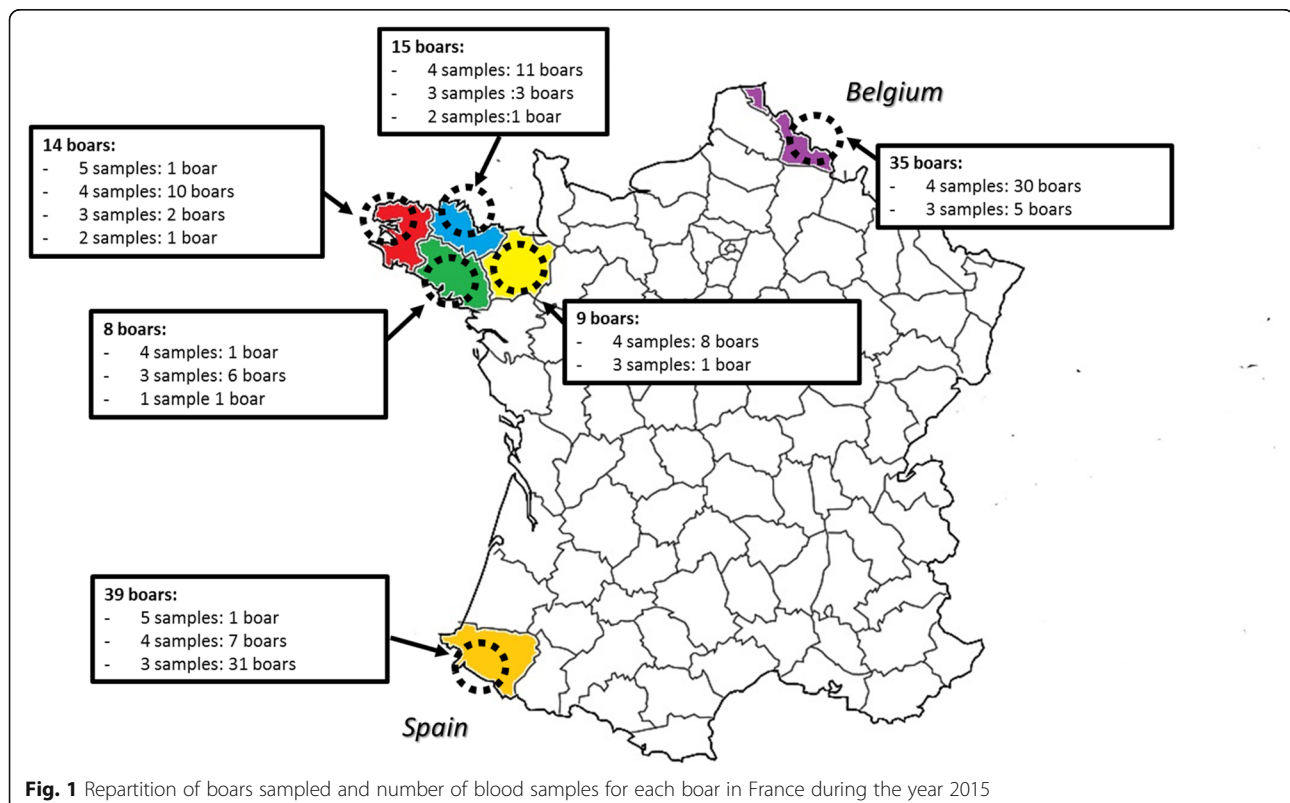 15 boars:
- 4 samples: 11 boars
- 3 samples :3 boars
- 2 samples:1 boar
Belgium
14 boars:
- 5 samples: 1 boar
- 4 samples: 10 boars
- 3 samples: 2 boars
- 2 samples: 1 boar
35 boars:
- 4 samples: 30 boars
- 3 samples: 5 boars
8 boars:
- 4 samples: 1 boar
- 3 samples: 6 boars
- 1 sample 1 boar
9 boars:
- 4 samples: 8 boars
- 3 samples: 1 boar
39 boars:
- 5 samples: 1 boar
- 4 samples: 7 boars
- 3 samples: 31 boars
Spain
Fig. 1 Repartition of boars sampled and number of blood samples for each boar in France during the year 2015